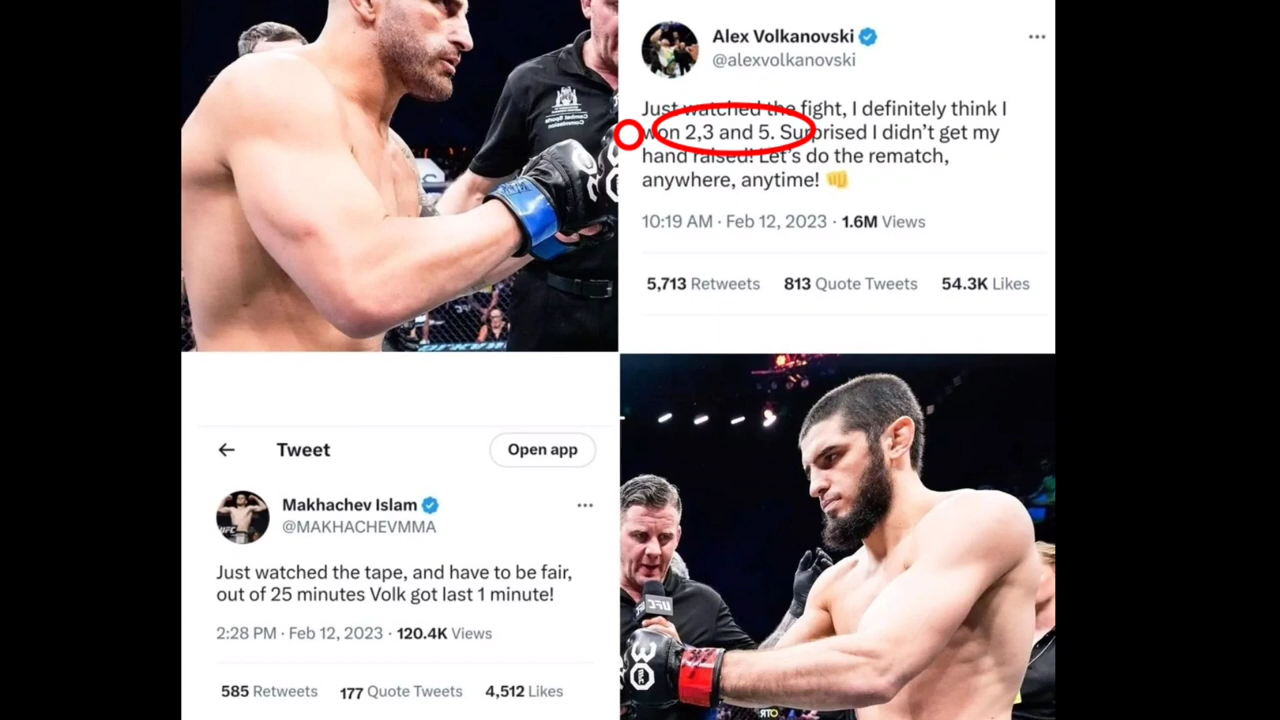 Alex Volkanovski
@alexvolkanovski
Just watched the fight, I definitely think I
won 2,3 and 5. Surprised I didn't get my
hand raised! Let's do the rematch,
anywhere, anytime! 👊
10:19 AM · Feb 12, 2023 · 1.6M Views
5,713 Retweets 813 Quote Tweets 54.3K Likes
← Tweet Open app
Makhachev Islam
@MAKHACHEVMMA
Just watched the tape, and have to be fair,
out of 25 minutes Volk got last 1 minute!
2:28 PM · Feb 12, 2023 · 120.4K Views
585 Retweets 177 Quote Tweets 4,512 Likes
UFC
30